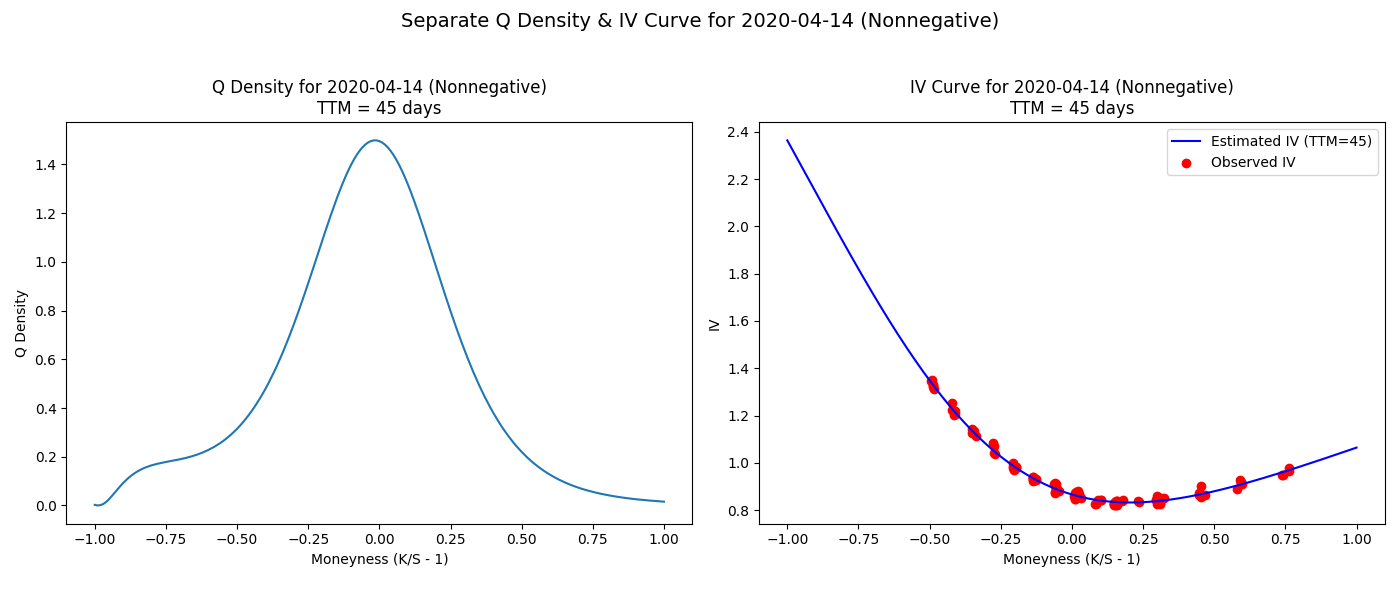 Separate Q Density & IV Curve for 2020-04-14 (Nonnegative)
Q Density for 2020-04-14 (Nonnegative)
TTM = 45 days
Q Density
1.4
1.2
1.0
0.8
0.6
0.4
0.2
0.0
−1.00 −0.75 −0.50 −0.25 0.00 0.25 0.50 0.75 1.00
Moneyness (K/S - 1)
IV Curve for 2020-04-14 (Nonnegative)
TTM = 45 days
Estimated IV (TTM=45)
Observed IV
IV
2.4
2.2
2.0
1.8
1.6
1.4
1.2
1.0
0.8
−1.00 −0.75 −0.50 −0.25 0.00 0.25 0.50 0.75 1.00
Moneyness (K/S - 1)